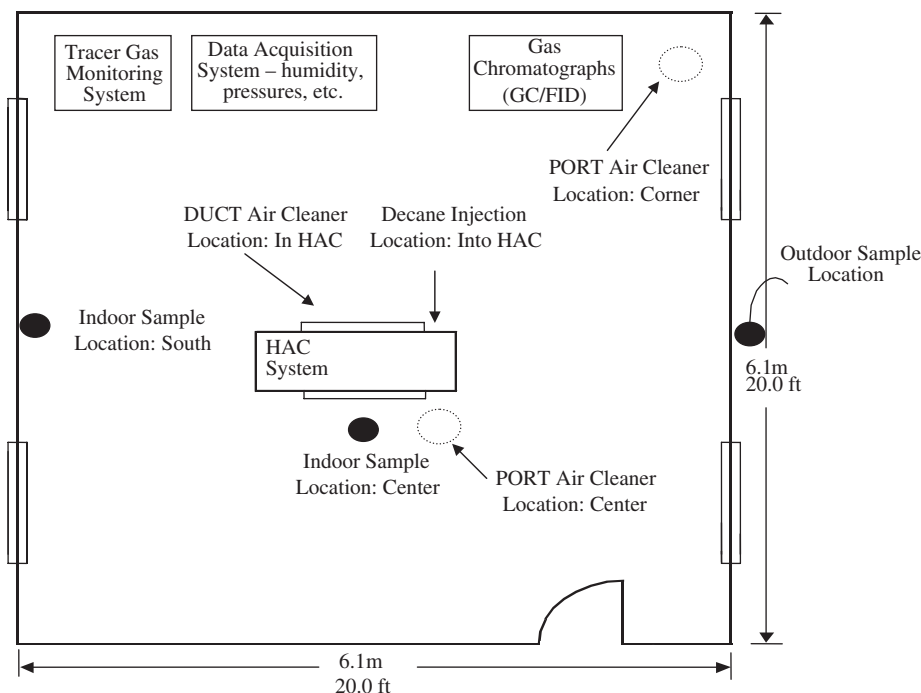 Tracer Gas
Monitoring
System
Data Acquisition
System – humidity,
pressures, etc.
Gas
Chromatographs
(GC/FID)
PORT Air Cleaner
Location: Corner
DUCT Air Cleaner
Location: In HAC
Decane Injection
Location: Into HAC
Outdoor Sample
Location
Indoor Sample
Location: South
HAC
System
6.1m
20.0 ft
Indoor Sample
Location: Center
PORT Air Cleaner
Location: Center
6.1m
20.0 ft